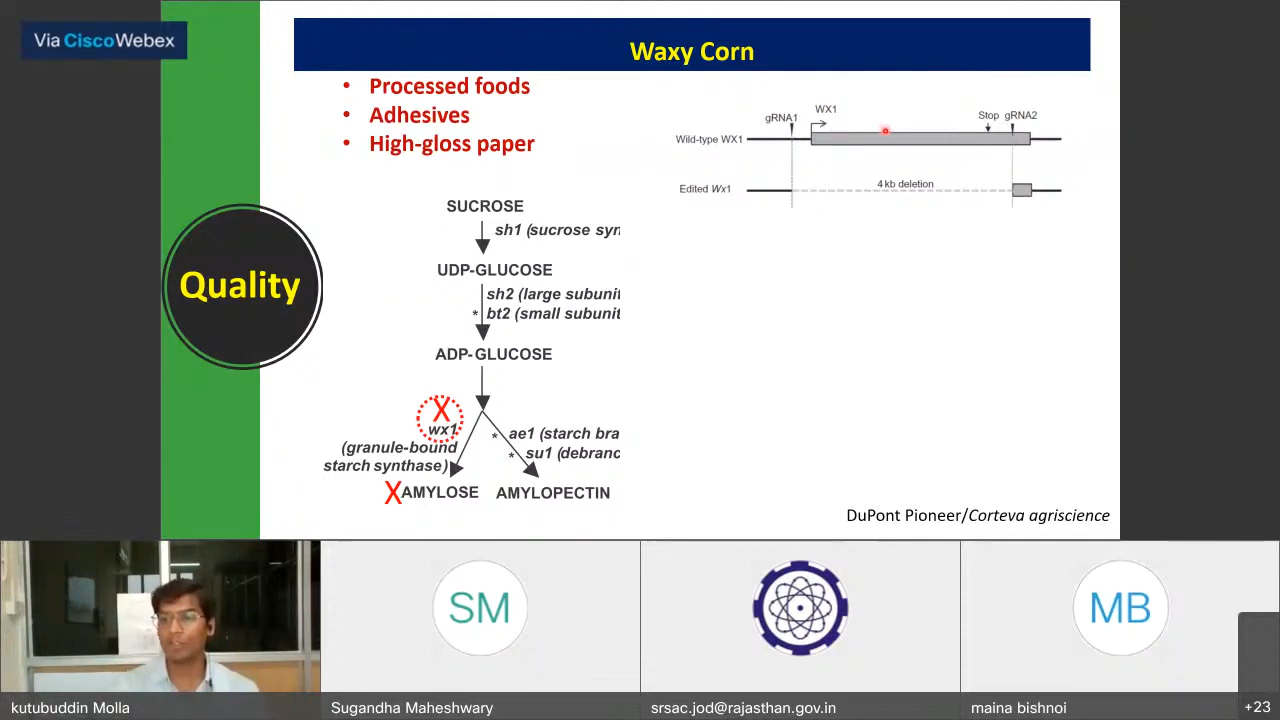 Via Cisco Webex
Waxy Corn
• Processed foods
• Adhesives
• High-gloss paper
WX1
gRNA1
Stop gRNA2
Wild-type WX1
4 kb deletion
Edited Wx1
SUCROSE
sh1 (sucrose syn
UDP-GLUCOSE
sh2 (large subunit
* bt2 (small subunit
ADP-GLUCOSE
Quality
X
wx1
(granule-bound
starch synthase)
* ae1 (starch bra
* su1 (debranc
X AMYLOSE
AMYLOPECTIN
DuPont Pioneer/Corteva agriscience
SM
MB
kutubuddin Molla
Sugandha Maheshwary
srsac.jod@rajasthan.gov.in
maina bishnoi
+23